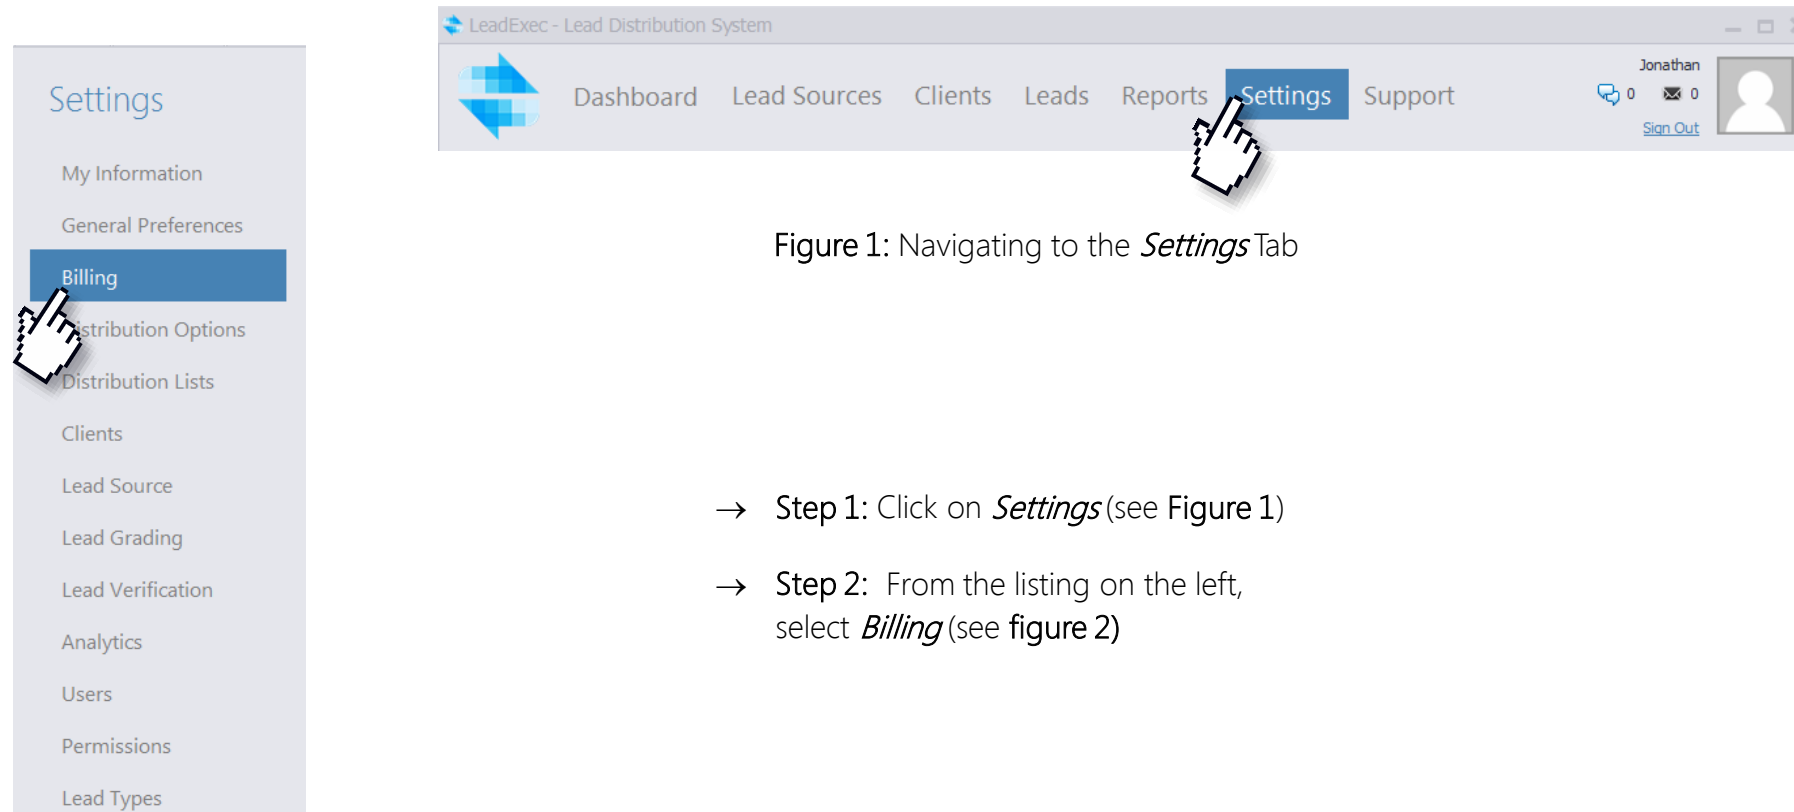 LeadExec - Lead Distribution System
Dashboard Lead Sources Clients Leads Reports Settings Support
Jonathan
0 0
Sign Out
Settings
My Information
General Preferences
Billing
Distribution Options
Distribution Lists
Clients
Lead Source
Lead Grading
Lead Verification
Analytics
Users
Permissions
Lead Types
Figure 1: Navigating to the Settings Tab
→ Step 1: Click on Settings (see Figure 1)
→ Step 2: From the listing on the left,
select Billing (see figure 2)